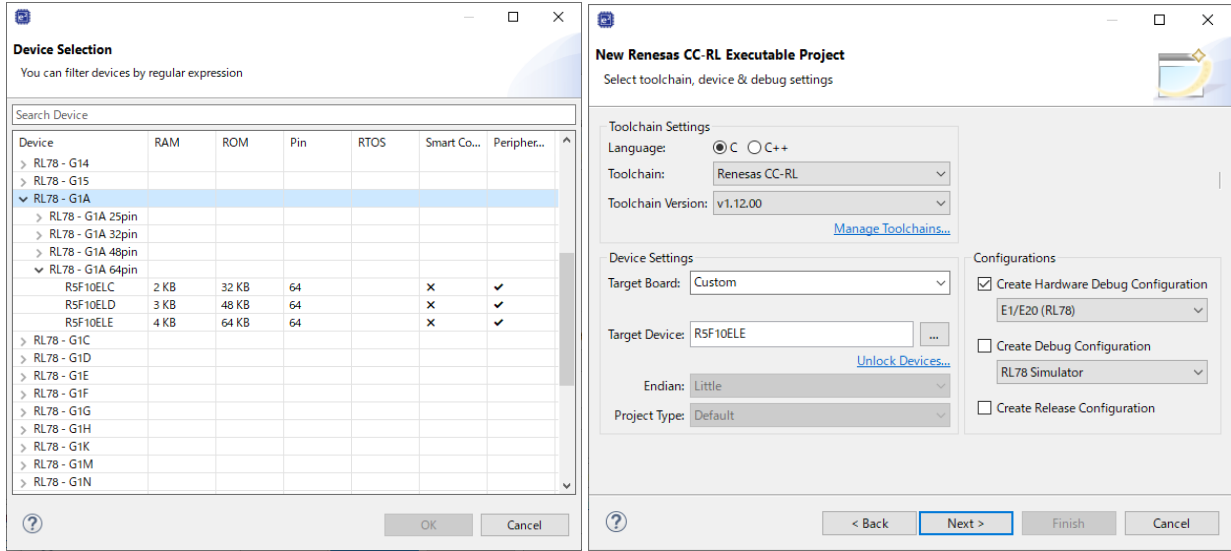 Device Selection
You can filter devices by regular expression
Search Device
Device RAM ROM Pin RTOS Smart Co... Peripher...
RL78 - G14
RL78 - G15
RL78 - G1A
RL78 - G1A 25pin
RL78 - G1A 32pin
RL78 - G1A 48pin
RL78 - G1A 64pin
R5F10ELC 2 KB 32 KB 64
R5F10ELD 3 KB 48 KB 64
R5F10ELE 4 KB 64 KB 64
RL78 - G1C
RL78 - G1D
RL78 - G1E
RL78 - G1F
RL78 - G1G
RL78 - G1H
RL78 - G1K
RL78 - G1M
RL78 - G1N
OK Cancel
New Renesas CC-RL Executable Project
Select toolchain, device & debug settings
Toolchain Settings
Language: C C++
Toolchain: Renesas CC-RL
Toolchain Version: v1.12.00
Manage Toolchains...
Device Settings
Target Board: Custom
Target Device: R5F10ELE ...
Unlock Devices...
Endian: Little
Project Type: Default
Configurations
Create Hardware Debug Configuration
E1/E20 (RL78)
Create Debug Configuration
RL78 Simulator
Create Release Configuration
< Back Next > Finish Cancel